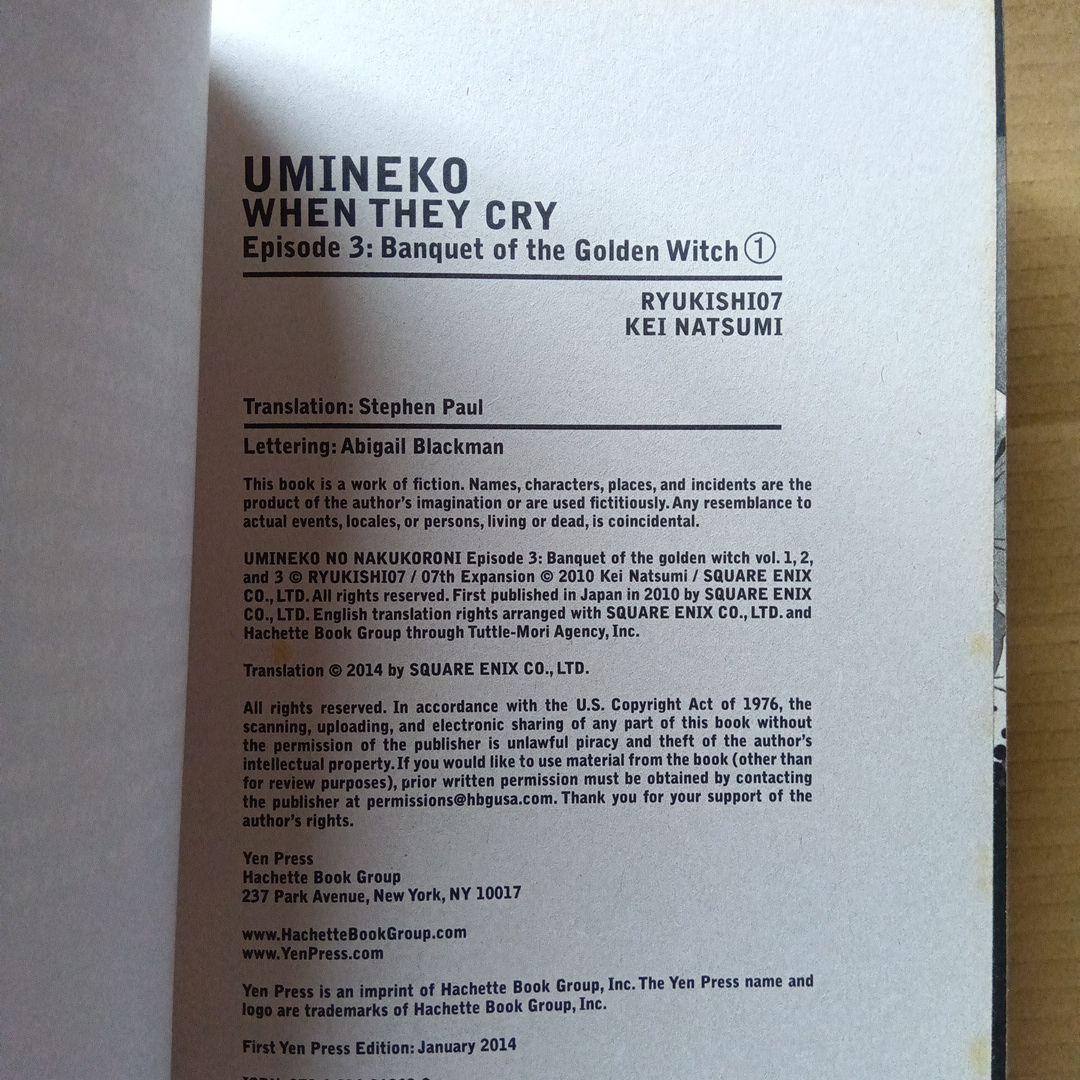 UMINEKO
WHEN THEY CRY
Episode 3: Banquet of the Golden Witch ①
RYUKISHI07
KEI NATSUMI
Translation: Stephen Paul
Lettering: Abigail Blackman
This book is a work of fiction. Names, characters, places, and incidents are the
product of the author's imagination or are used fictitiously. Any resemblance to
actual events, locales, or persons, living or dead, is coincidental.
UMINEKO NO NAKUKORONI Episode 3: Banquet of the golden witch vol. 1, 2,
and 3 © RYUKISHI07 / 07th Expansion © 2010 Kei Natsumi / SQUARE ENIX
CO., LTD. All rights reserved. First published in Japan in 2010 by SQUARE ENIX
CO., LTD. English translation rights arranged with SQUARE ENIX CO., LTD. and
Hachette Book Group through Tuttle-Mori Agency, Inc.
Translation © 2014 by SQUARE ENIX CO., LTD.
All rights reserved. In accordance with the U.S. Copyright Act of 1976, the
scanning, uploading, and electronic sharing of any part of this book without
the permission of the publisher is unlawful piracy and theft of the author's
intellectual property. If you would like to use material from the book (other than
for review purposes), prior written permission must be obtained by contacting
the publisher at permissions@hbgusa.com. Thank you for your support of the
author's rights.
Yen Press
Hachette Book Group
237 Park Avenue, New York, NY 10017
www.HachetteBookGroup.com
www.YenPress.com
Yen Press is an imprint of Hachette Book Group, Inc. The Yen Press name and
logo are trademarks of Hachette Book Group, Inc.
First Yen Press Edition: January 2014